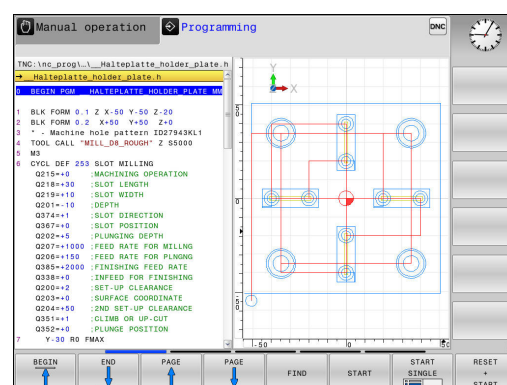 Manual operation
Programming
DNC
TNC:\nc_prog\…\__Halteplatte_holder_plate.h
→__Halteplatte_holder_plate.h
0 BEGIN PGM __HALTEPLATTE_HOLDER_PLATE MM
1 BLK FORM 0.1 Z X-50 Y-50 Z-20
2 BLK FORM 0.2 X+50 Y+50 Z+0
3 * - Machine hole pattern ID27943KL1
4 TOOL CALL "MILL_D8_ROUGH" Z S5000
5 M3
6 CYCL DEF 253 SLOT MILLING
Q215=+0 ;MACHINING OPERATION
Q218=+30 ;SLOT LENGTH
Q219=+10 ;SLOT WIDTH
Q201=-10 ;DEPTH
Q374=+1 ;SLOT DIRECTION
Q367=+0 ;SLOT POSITION
Q202=+5 ;PLUNGING DEPTH
Q207=+1000 ;FEED RATE FOR MILLNG
Q206=+150 ;FEED RATE FOR PLNGNG
Q385=+2000 ;FINISHING FEED RATE
Q338=+0 ;INFEED FOR FINISHING
Q200=+2 ;SET-UP CLEARANCE
Q203=+0 ;SURFACE COORDINATE
Q204=+50 ;2ND SET-UP CLEARANCE
Q351=+1 ;CLIMB OR UP-CUT
Q352=+0 ;PLUNGE POSITION
7 Y-30 R0 FMAX
Y
X
50
0
-50
-50
0
50
BEGIN
END
PAGE
PAGE
FIND
START
START
SINGLE
RESET
+
START